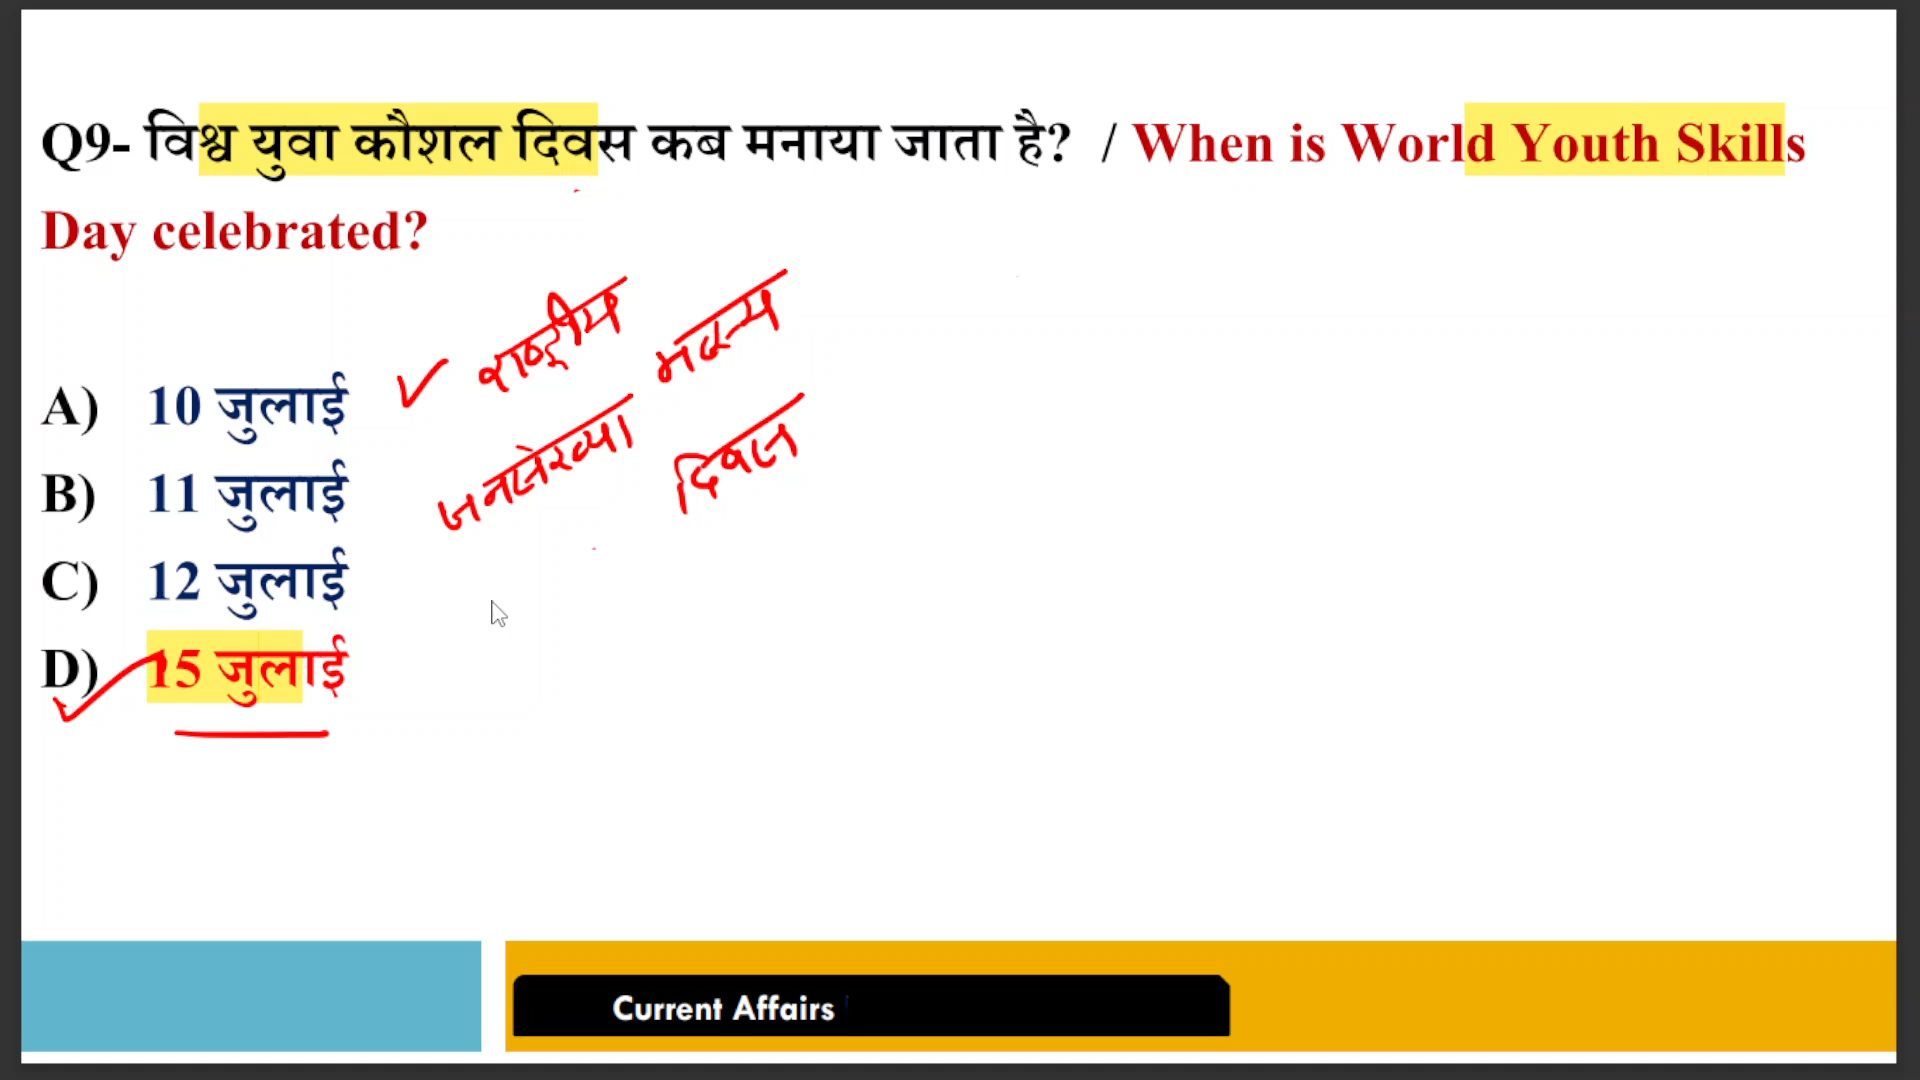 Q9- विश्व युवा कौशल दिवस कब मनाया जाता है? / When is World Youth Skills
Day celebrated?
राष्ट्रीय मत्स्य
A) 10 जुलाई
जनसंख्या दिवस
B) 11 जुलाई
C) 12 जुलाई
D) 15 जुलाई
Current Affairs